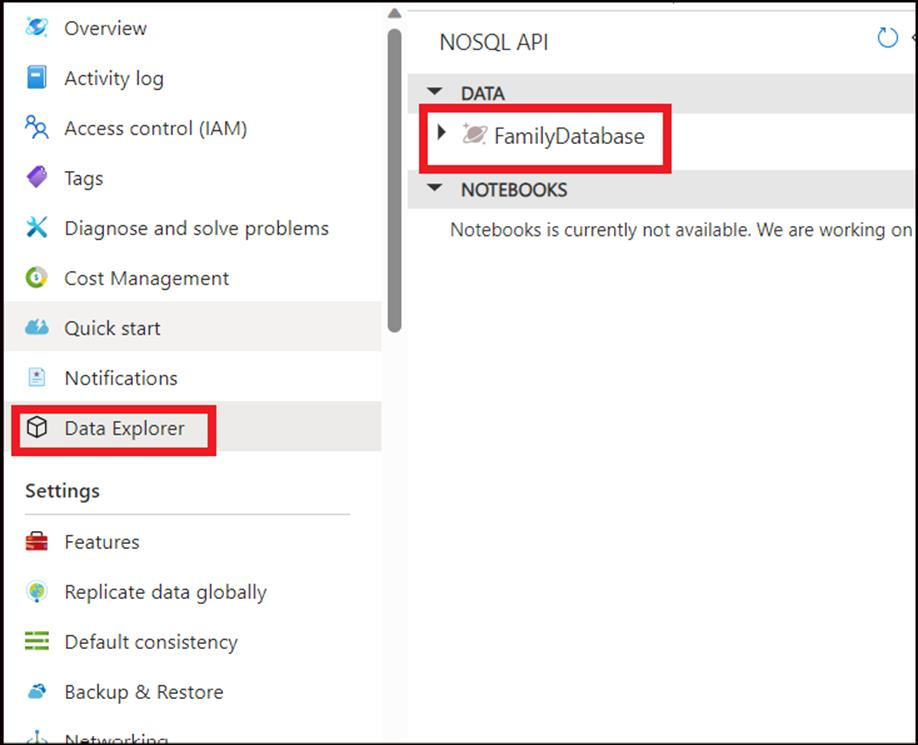 Overview
Activity log
Access control (IAM)
Tags
Diagnose and solve problems
Cost Management
Quick start
Notifications
Data Explorer
Settings
Features
Replicate data globally
Default consistency
Backup & Restore
Networking
NOSQL API
DATA
FamilyDatabase
NOTEBOOKS
Notebooks is currently not available. We are working on